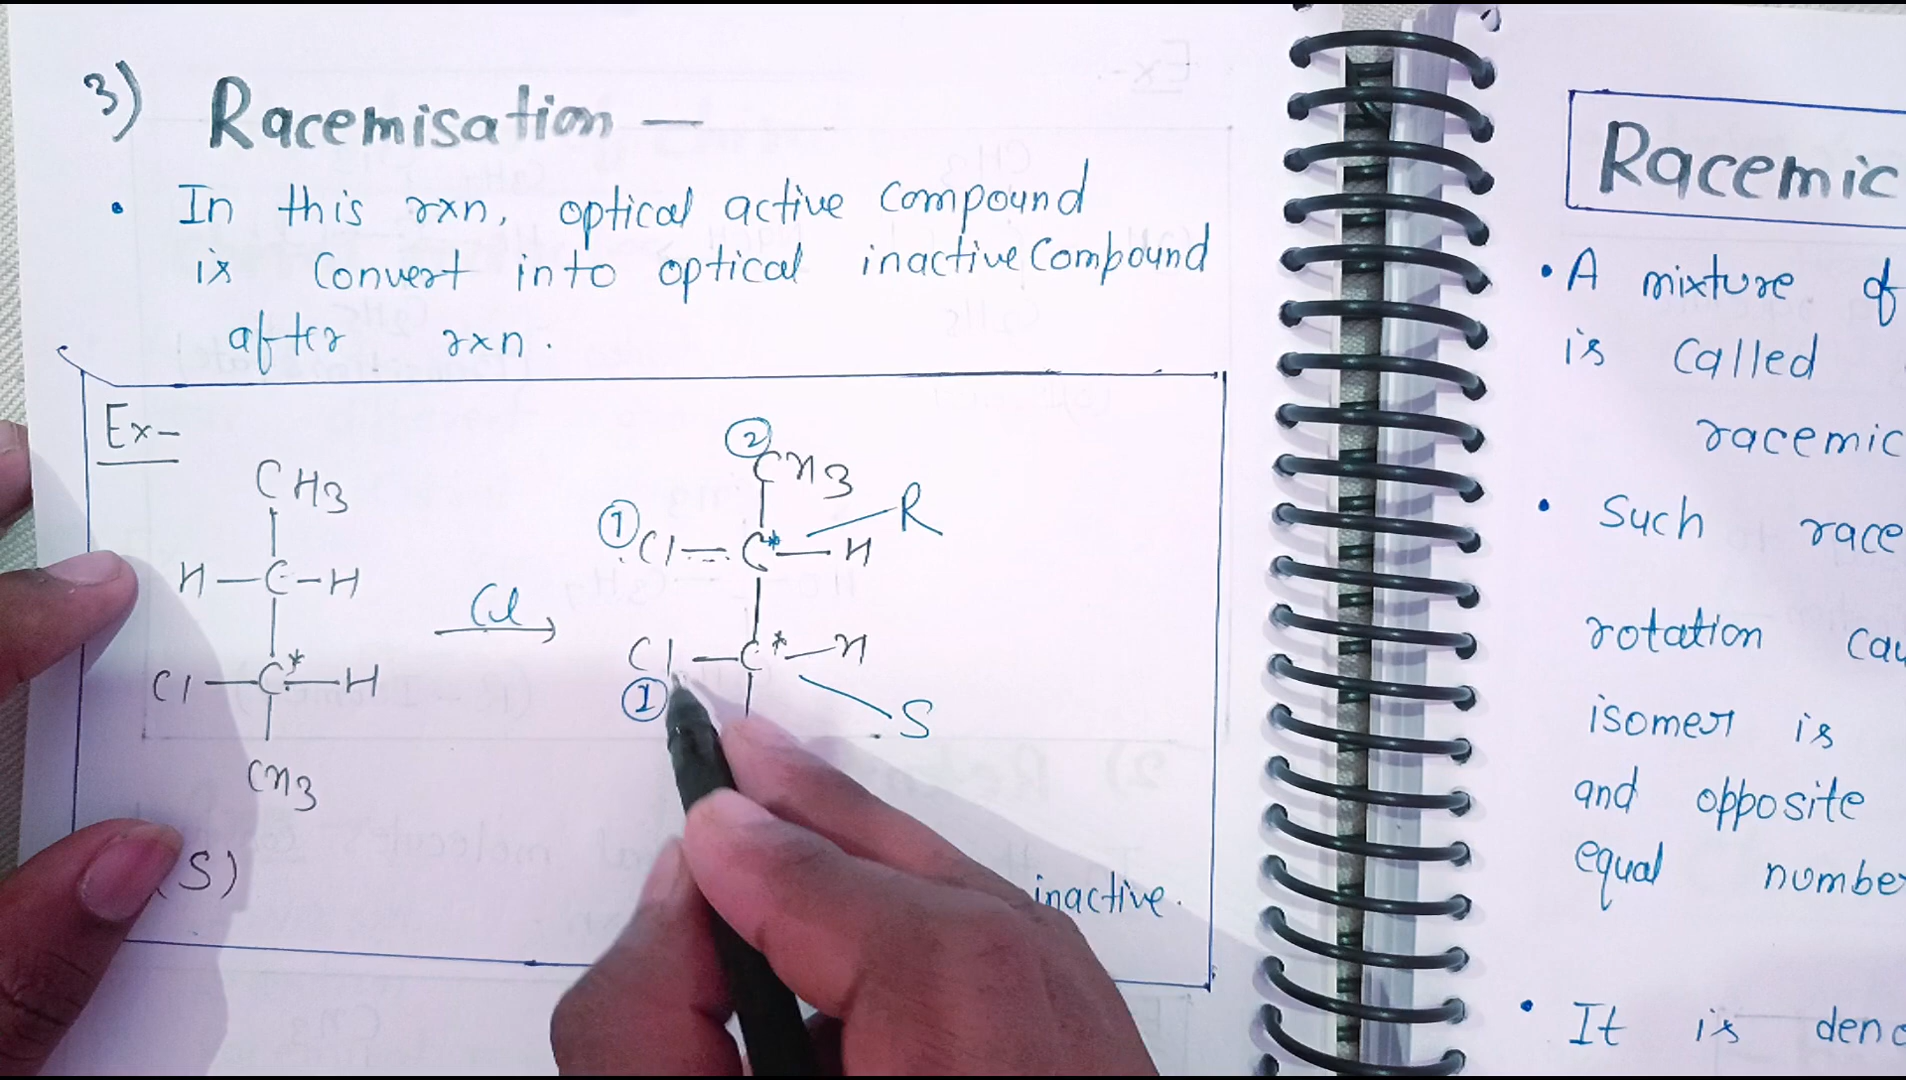 3) Racemisation -
• In this rxn, optical active compound
is convert into optical inactive compound
after rxn.
Ex-
CH3
H-C-H
Cl-C*-H
CH3
(S)
Cl
②
CH3
① Cl-C*-H
R
Cl-C*-H
①
S
inactive.
Racemic
• A mixture of
is called
racemic
• Such race
rotation cau
isomer is
and opposite
equal number
• It is deno